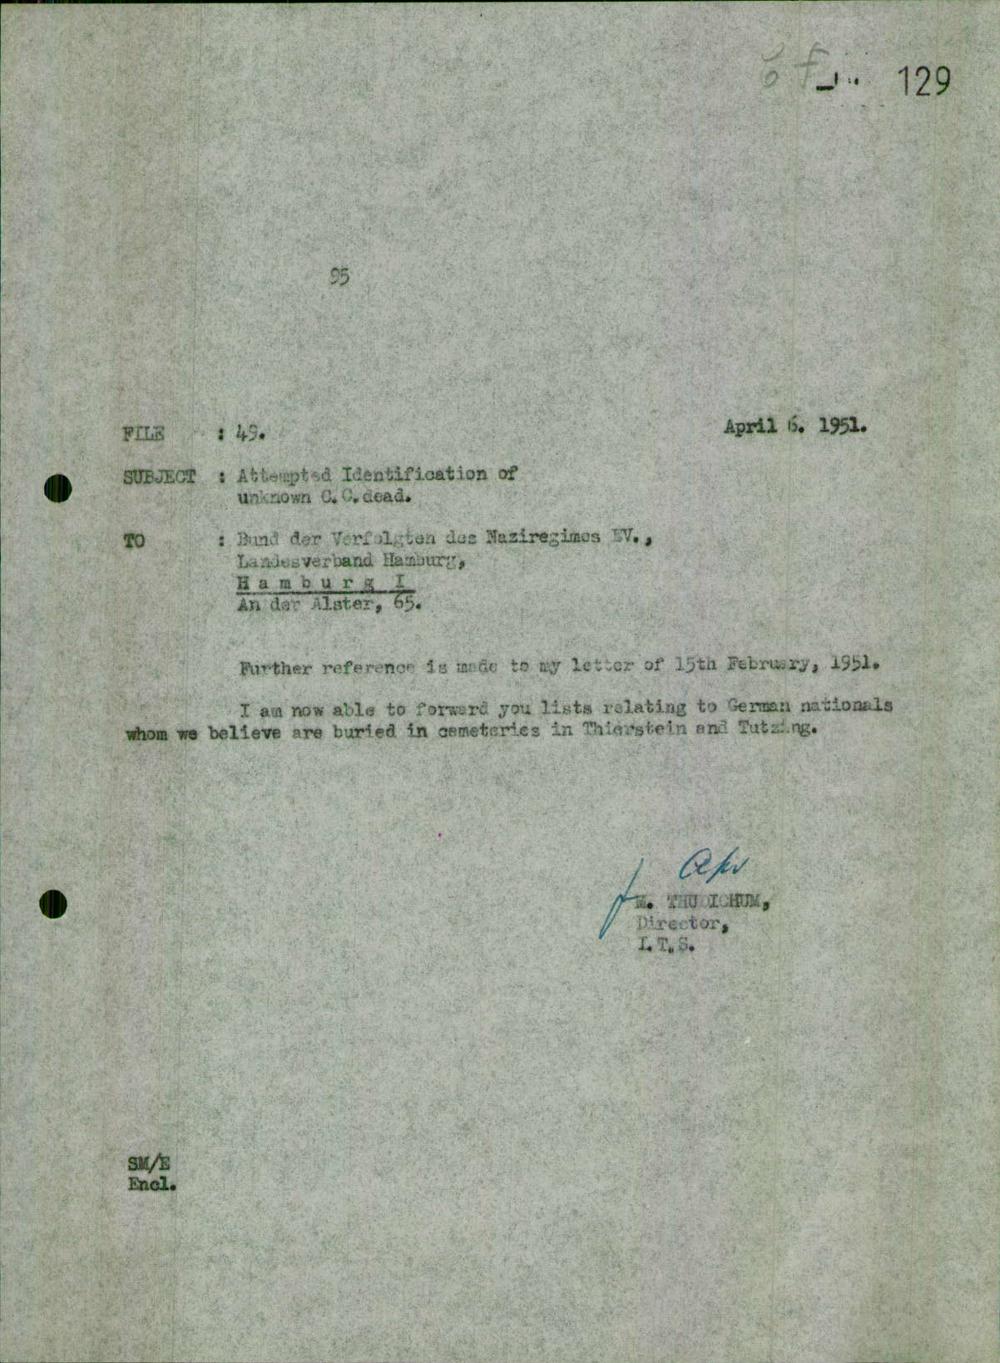 129
95
FILE : 49.
April 6. 1951.
SUBJECT : Attempted Identification of
unknown C.C.dead.
TO : Bund der Verfolgten des Naziregimes EV.,
Landesverband Hamburg,
H a m b u r g I
An der Alster, 65.
Further reference is made to my letter of 15th February, 1951.
I am now able to forward you lists relating to German nationals
whom we believe are buried in cemeteries in Thierstein and Tutzing.
M. THUDICHUM,
Director,
I.T.S.
SM/E
Encl.